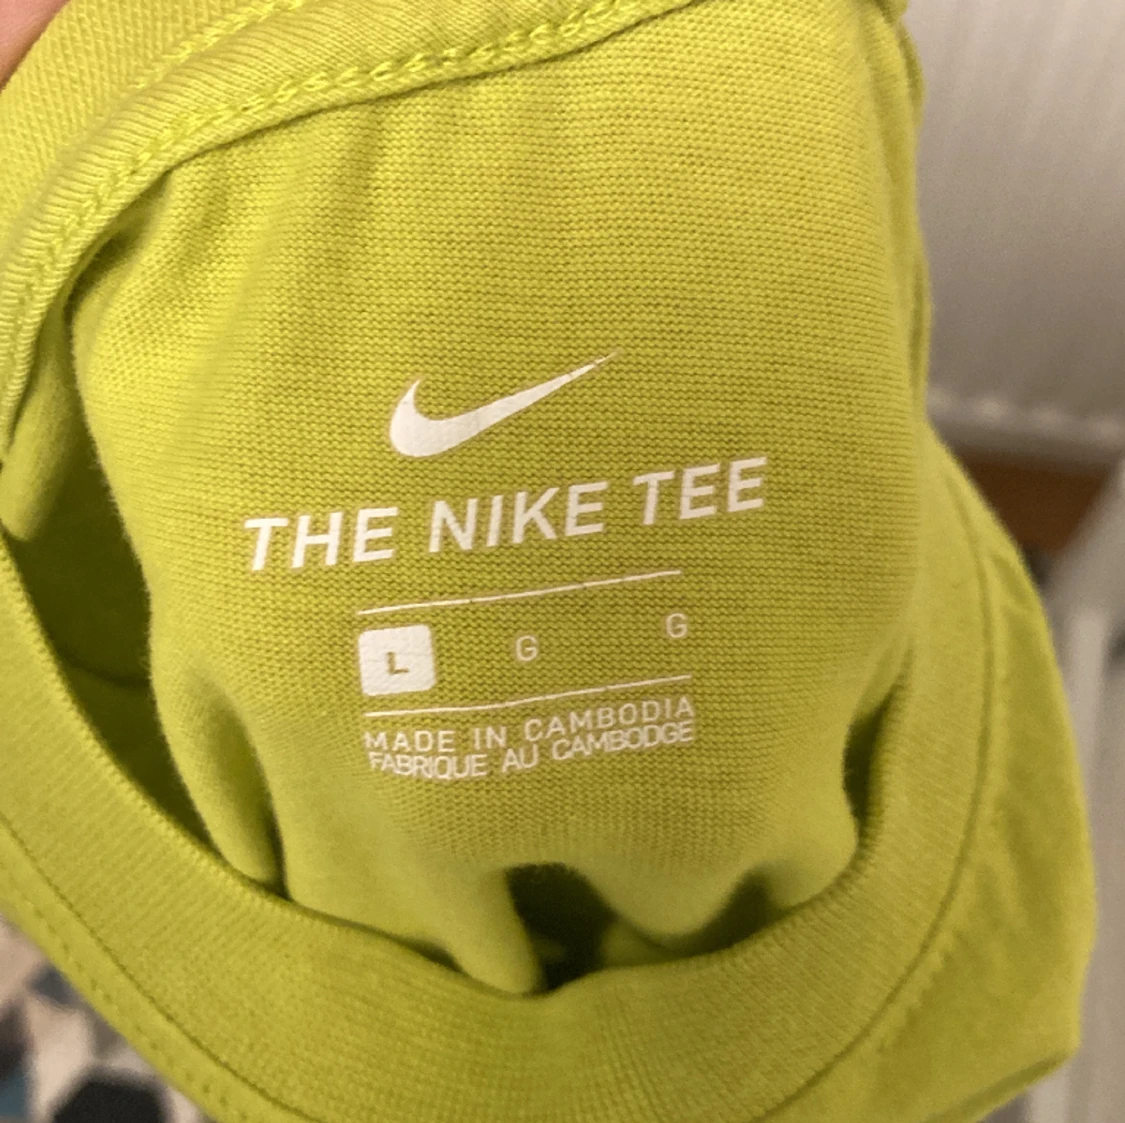 THE NIKE TEE
L G G
MADE IN CAMBODIA
FABRIQUE AU CAMBODGE